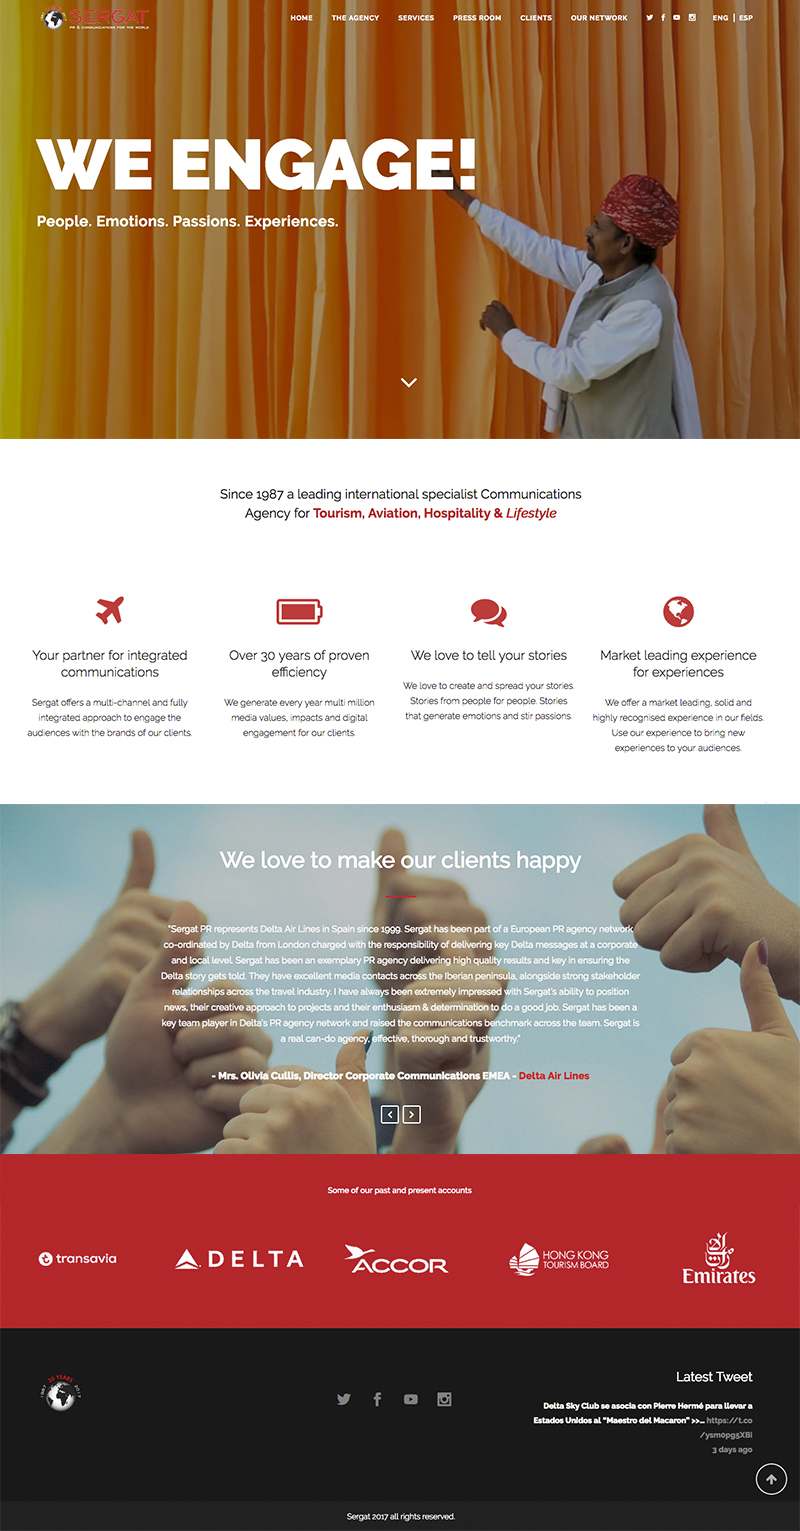 SERGAT
PR & COMMUNICATIONS FOR THE WORLD
HOME THE AGENCY SERVICES PRESS ROOM CLIENTS OUR NETWORK ENG | ESP
WE ENGAGE!
People. Emotions. Passions. Experiences.
Since 1987 a leading international specialist Communications
Agency for Tourism, Aviation, Hospitality & Lifestyle
Your partner for integrated
communications
Sergat offers a multi-channel and fully
integrated approach to engage the
audiences with the brands of our clients.
Over 30 years of proven
efficiency
We generate every year multi million
media values, impacts and digital
engagement for our clients.
We love to tell your stories
We love to create and spread your stories.
Stories from people for people. Stories
that generate emotions and stir passions.
Market leading experience
for experiences
We offer a market leading, solid and
highly recognised experience in our fields.
Use our experience to bring new
experiences to your audiences.
We love to make our clients happy
"Sergat PR represents Delta Air Lines in Spain since 1999. Sergat has been part of a European PR agency network
co-ordinated by Delta from London charged with the responsibility of delivering key Delta messages at a corporate
and local level. Sergat has been an exemplary PR agency delivering high quality results and key in ensuring the
Delta story gets told. They have excellent media contacts across the Iberian peninsula, alongside strong stakeholder
relationships across the travel industry. I have always been extremely impressed with Sergat's ability to position
news, their creative approach to projects and their enthusiasm & determination to do a good job. Sergat has been a
key team player in Delta's PR agency network and raised the communications benchmark across the team. Sergat is
a real can-do agency, effective, thorough and trustworthy."
- Mrs. Olivia Cullis, Director Corporate Communications EMEA - Delta Air Lines
Some of our past and present accounts
transavia
DELTA
ACCOR
HONG KONG
TOURISM BOARD
Emirates
1987 30 YEARS 2017
Latest Tweet
Delta Sky Club se asocia con Pierre Hermé para llevar a
Estados Unidos al "Maestro del Macaron" >>… https://t.co
/ysm0pg5XBi
3 days ago
Sergat 2017 all rights reserved.